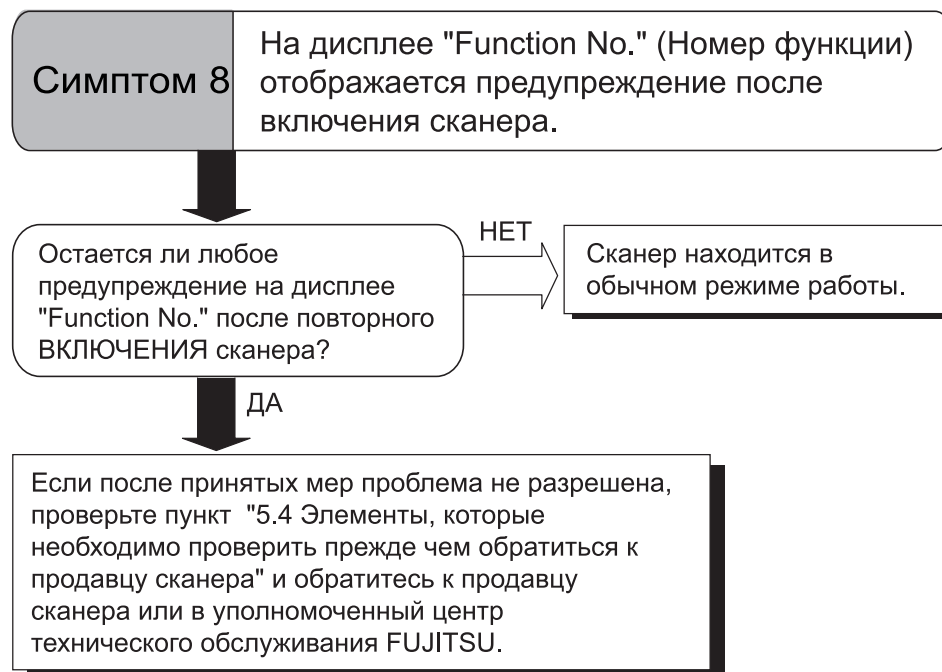 Симптом 8
На дисплее "Function No." (Номер функции)
отображается предупреждение после
включения сканера.
Остается ли любое
предупреждение на дисплее
"Function No." после повторного
ВКЛЮЧЕНИЯ сканера?
НЕТ
Сканер находится в
обычном режиме работы.
ДА
Если после принятых мер проблема не разрешена,
проверьте пункт "5.4 Элементы, которые
необходимо проверить прежде чем обратиться к
продавцу сканера" и обратитесь к продавцу
сканера или в уполномоченный центр
технического обслуживания FUJITSU.